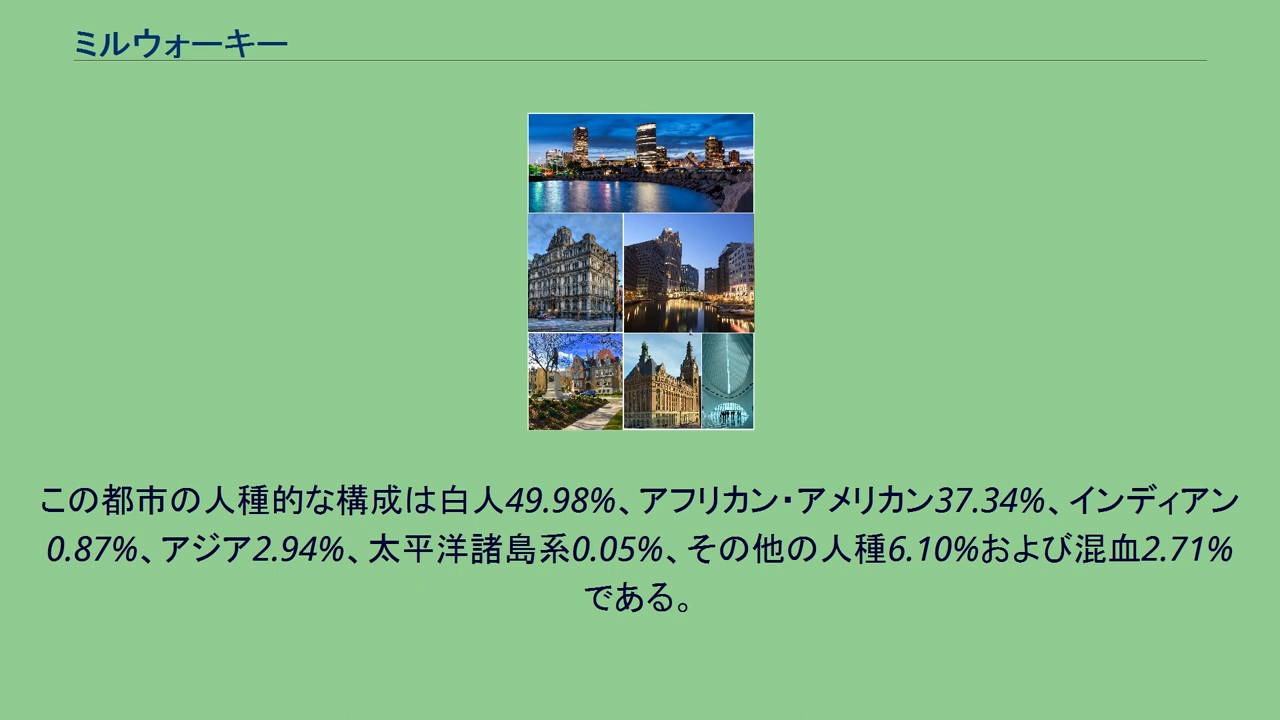 ミルウォーキー
この都市の人種的な構成は白人49.98%、アフリカン・アメリカン37.34%、インディアン
0.87%、アジア2.94%、太平洋諸島系0.05%、その他の人種6.10%および混血2.71%
である。